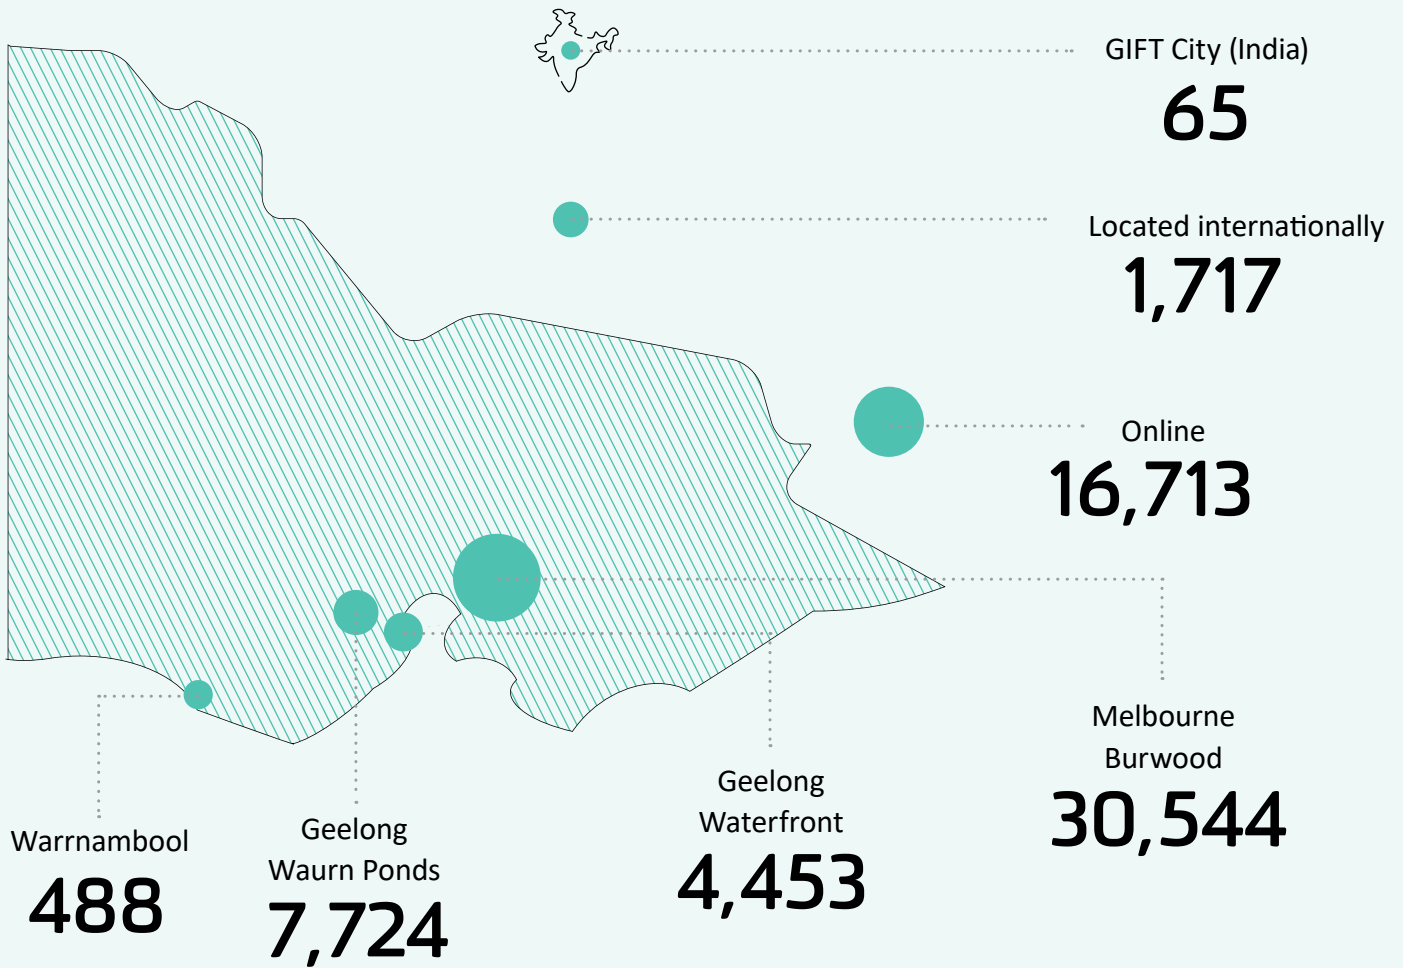 GIFT City (India)
65
Located internationally
1,717
Online
16,713
Melbourne
Burwood
30,544
Geelong
Waterfront
4,453
Geelong
Waurn Ponds
7,724
Warrnambool
488